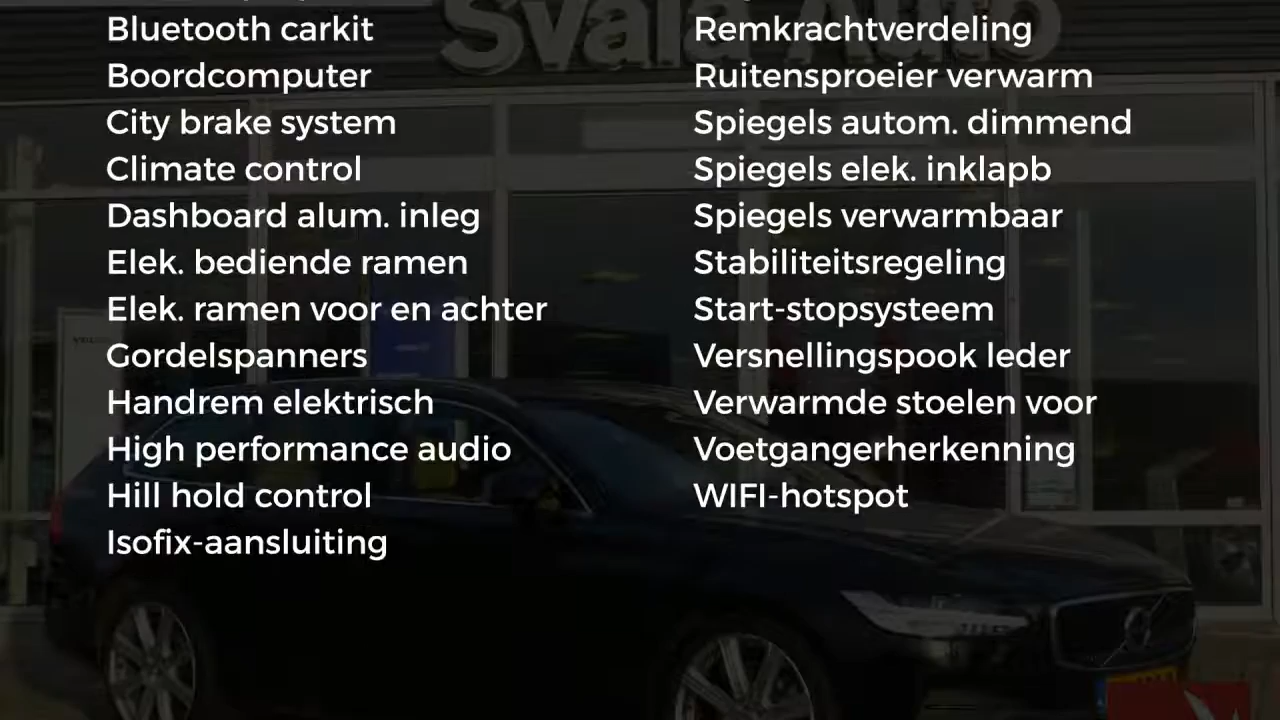 Svala Auto
Bluetooth carkit
Boordcomputer
City brake system
Climate control
Dashboard alum. inleg
Elek. bediende ramen
Elek. ramen voor en achter
Gordelspanners
Handrem elektrisch
High performance audio
Hill hold control
Isofix-aansluiting
Remkrachtverdeling
Ruitensproeier verwarm
Spiegels autom. dimmend
Spiegels elek. inklapb
Spiegels verwarmbaar
Stabiliteitsregeling
Start-stopsysteem
Versnellingspook leder
Verwarmde stoelen voor
Voetgangerherkenning
WIFI-hotspot